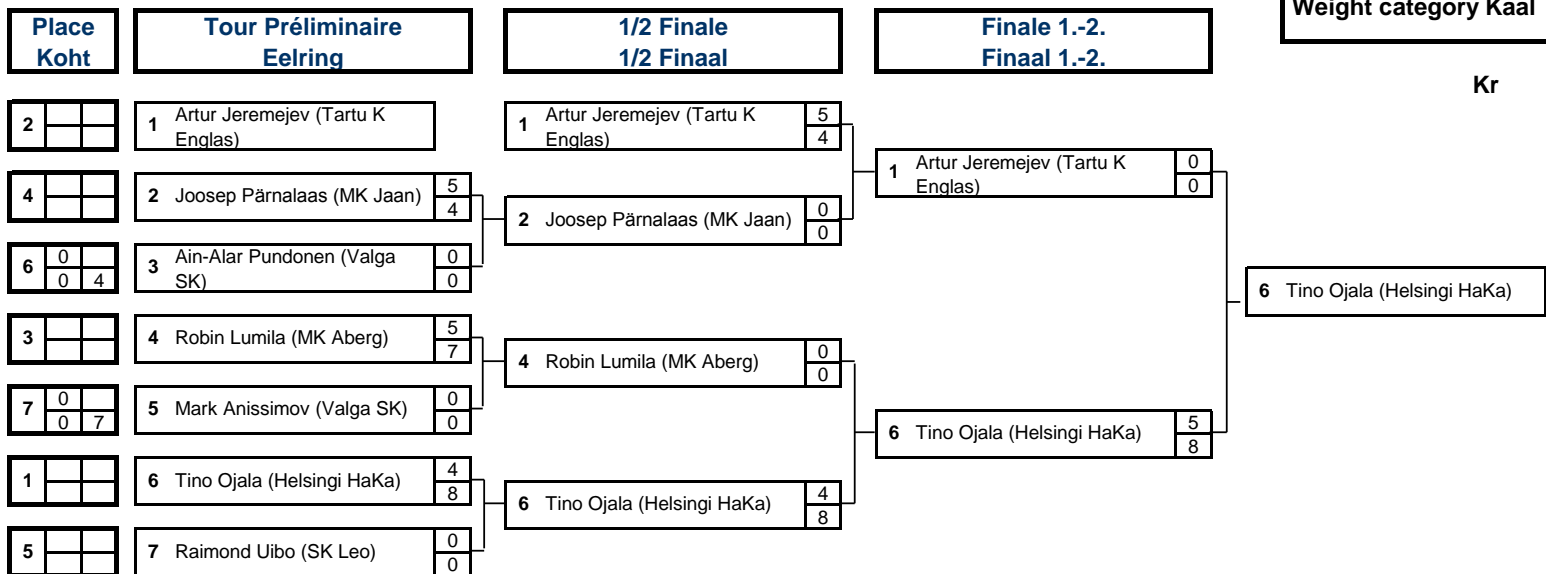 Weight category Kaal
Place
Koht
Tour Préliminaire
Eelring
1/2 Finale
1/2 Finaal
Finale 1.-2.
Finaal 1.-2.
Kr
2
1 Artur Jeremejev (Tartu K
Englas)
1 Artur Jeremejev (Tartu K
Englas)
5
4
1 Artur Jeremejev (Tartu K
Englas)
0
0
4
2 Joosep Pärnalaas (MK Jaan)
5
4
2 Joosep Pärnalaas (MK Jaan)
0
0
6
0
0 4
3 Ain-Alar Pundonen (Valga
SK)
0
0
6 Tino Ojala (Helsingi HaKa)
3
4 Robin Lumila (MK Aberg)
5
7
4 Robin Lumila (MK Aberg)
0
0
7
0
0 7
5 Mark Anissimov (Valga SK)
0
0
6 Tino Ojala (Helsingi HaKa)
5
8
1
6 Tino Ojala (Helsingi HaKa)
4
8
6 Tino Ojala (Helsingi HaKa)
4
8
5
7 Raimond Uibo (SK Leo)
0
0